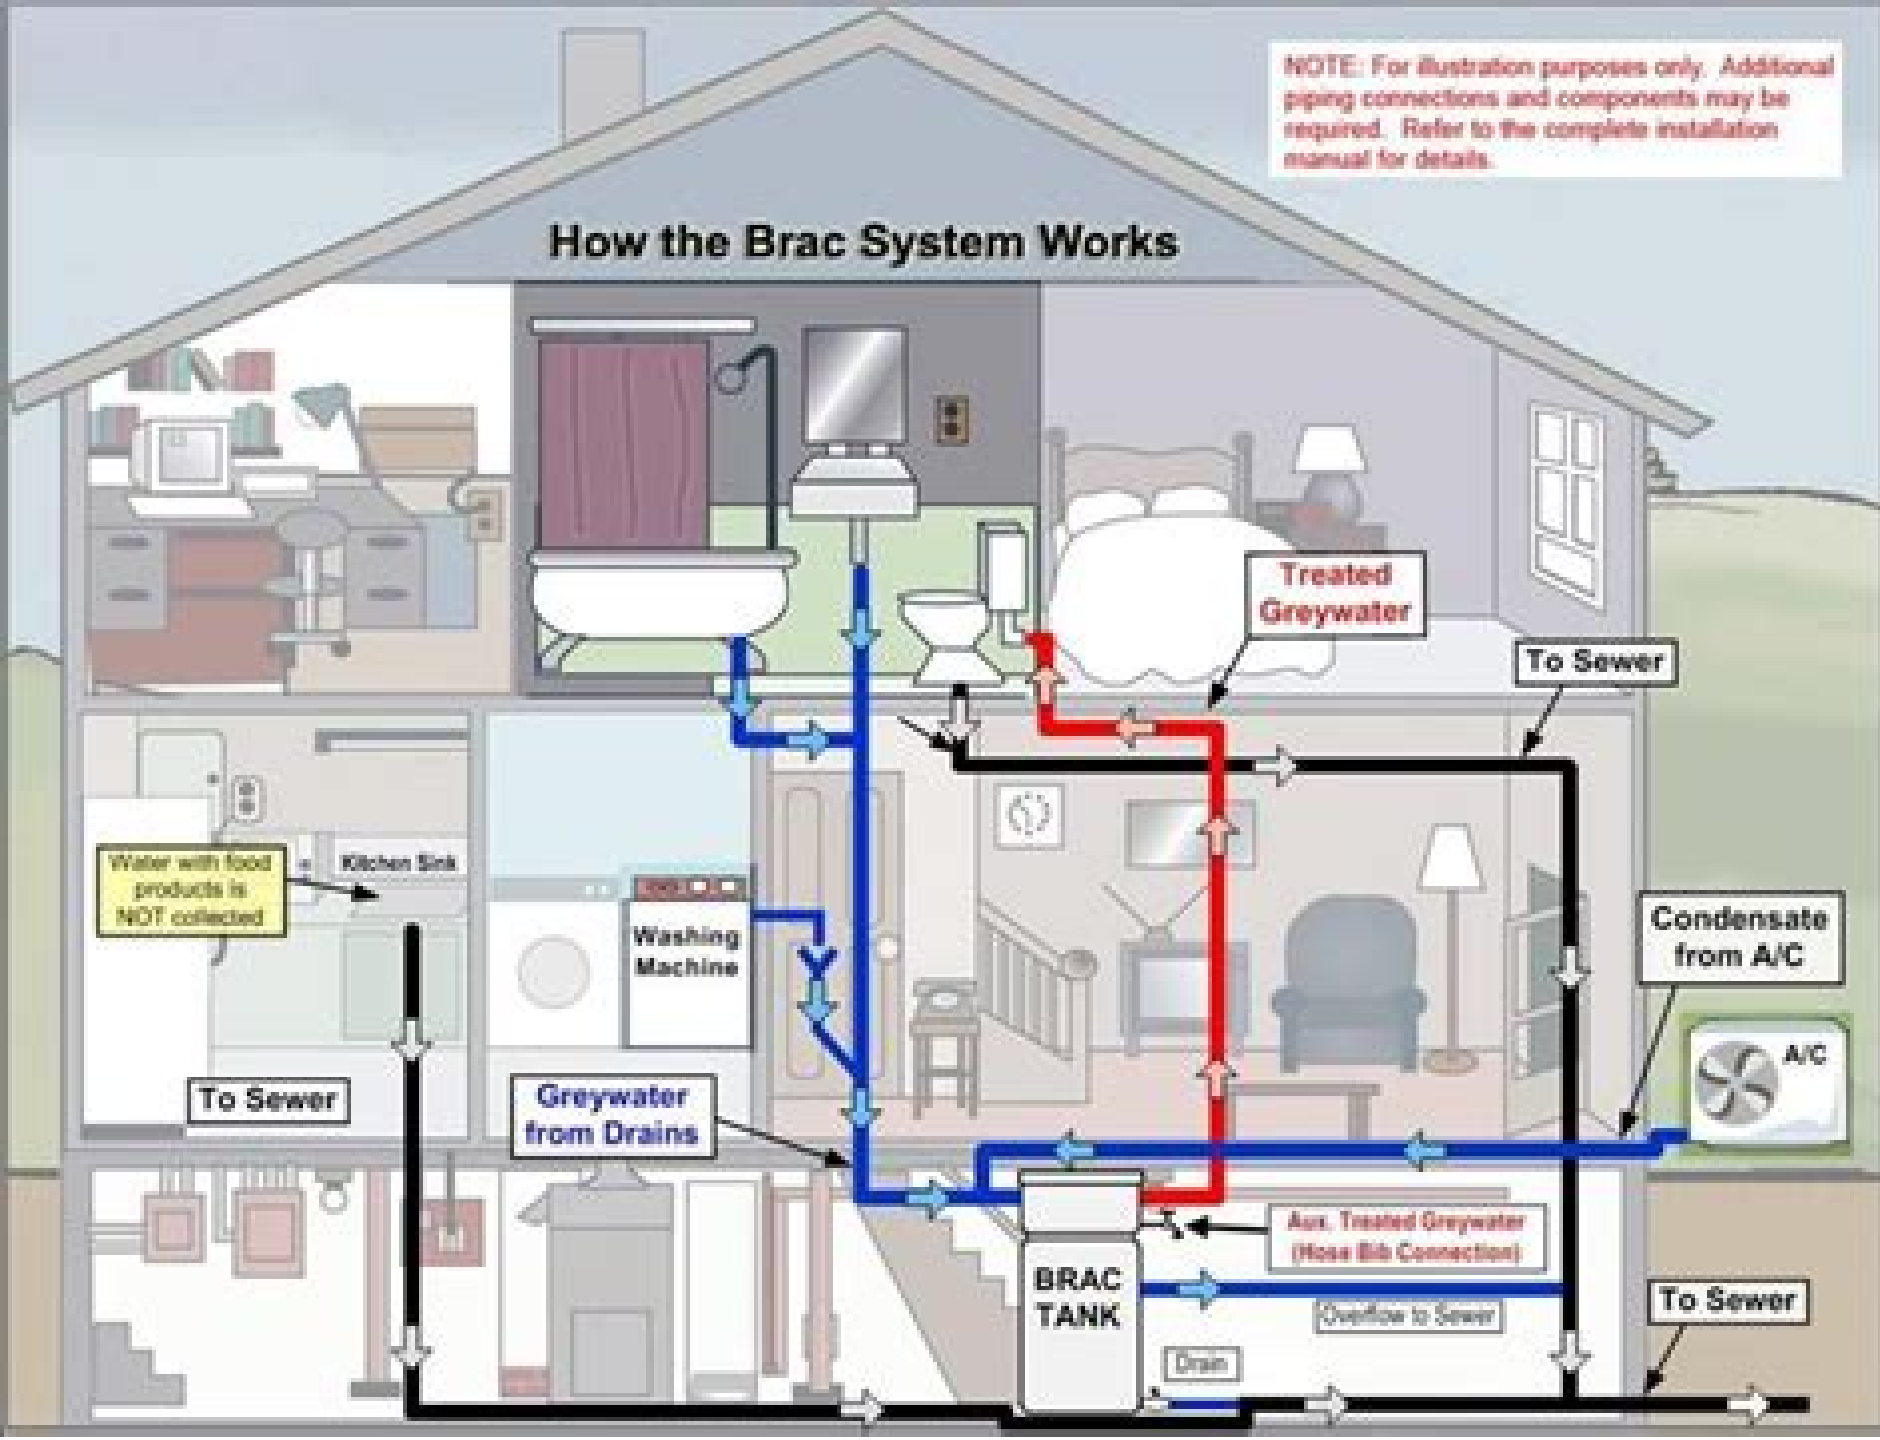 NOTE: For illustration purposes only. Additional
piping connections and components may be
required. Refer to the complete installation
manual for details.
How the Brac System Works
Treated
Greywater
To Sewer
Water with food
products is
NOT collected
Kitchen Sink
Washing
Machine
Condensate
from A/C
A/C
To Sewer
Greywater
from Drains
Aux. Treated Greywater
(Hose Bib Connection)
BRAC
TANK
Overflow to Sewer
To Sewer
Drain